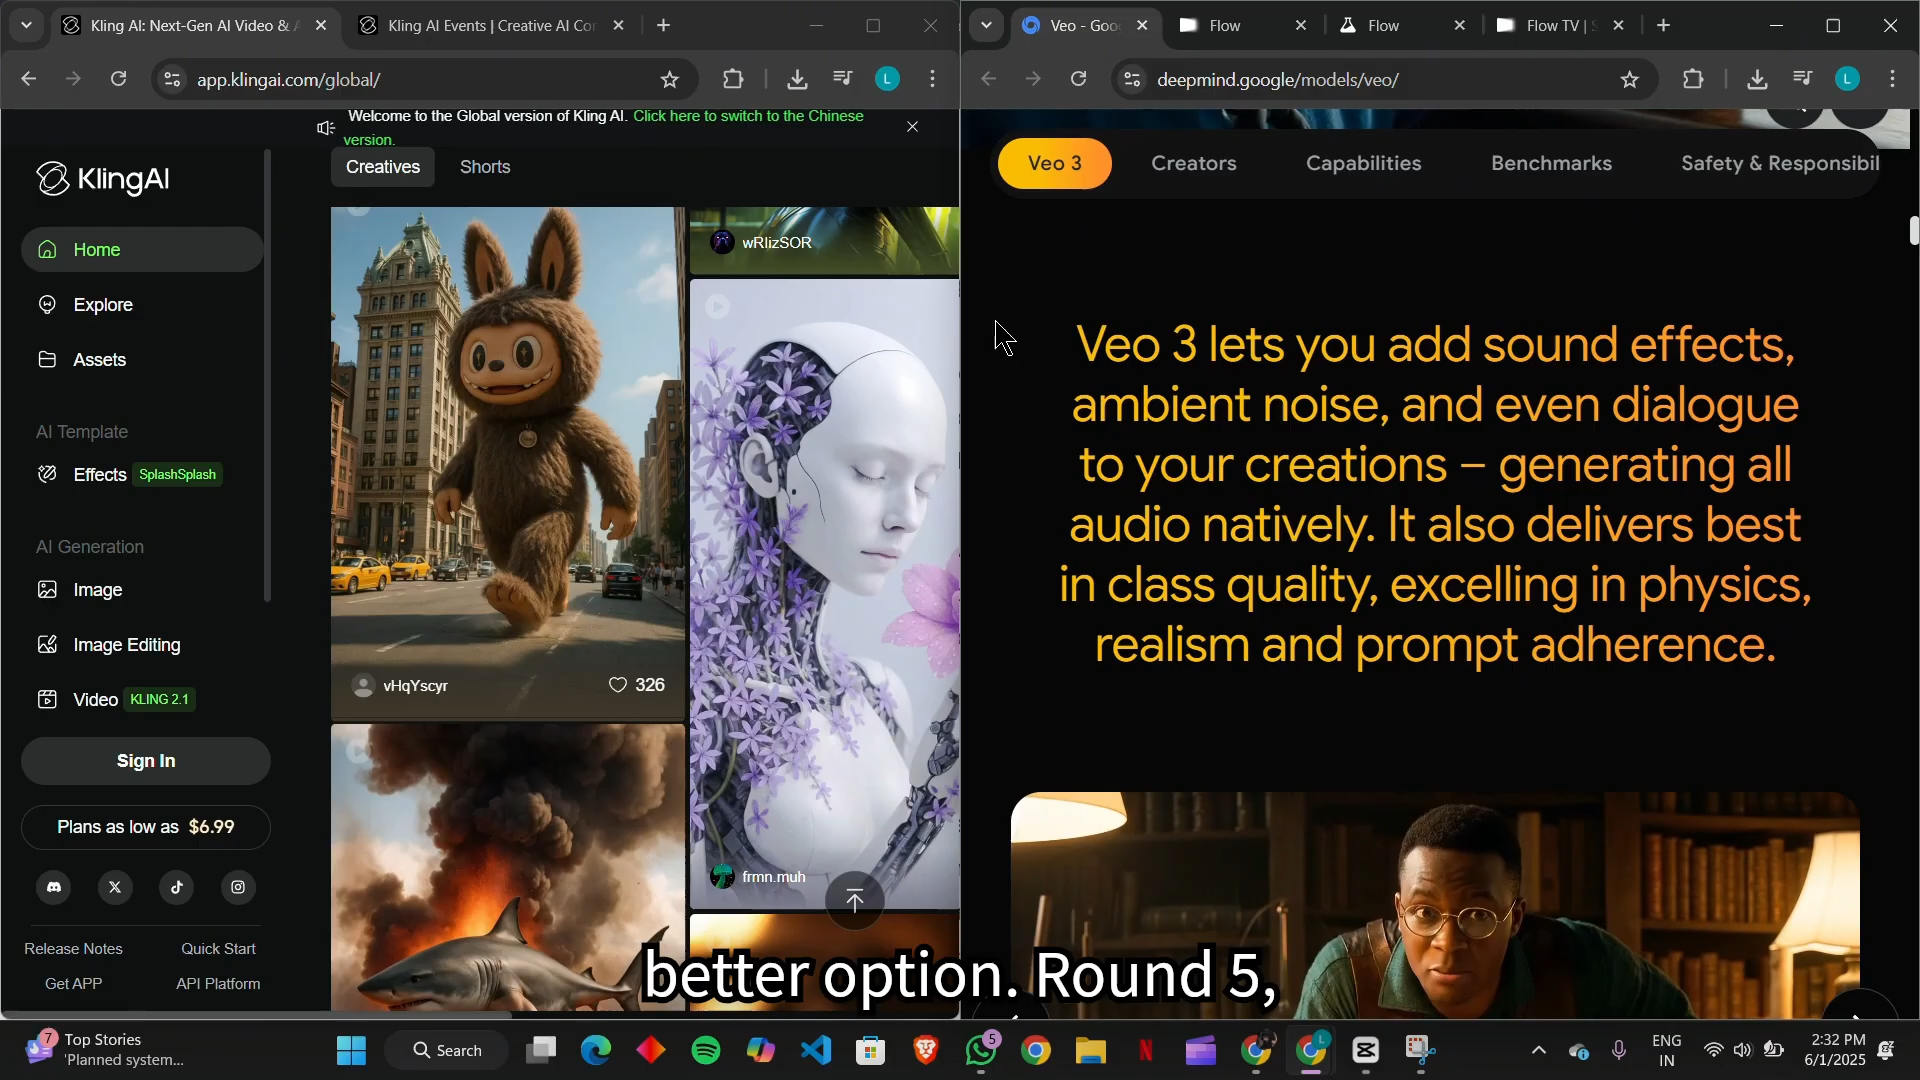 Kling AI: Next-Gen AI Video &
Kling AI Events | Creative AI Co
app.klingai.com/global/
L
Welcome to the Global version of Kling AI. Click here to switch to the Chinese
version.
KlingAI
Home
Explore
Assets
AI Template
Effects SplashSplash
AI Generation
Image
Image Editing
Video KLING 2.1
Sign In
Plans as low as $6.99
Release Notes Quick Start
Get APP API Platform
Creatives Shorts
wRlizSOR
vHqYscyr 326
frmn.muh
Veo - Goo
Flow
Flow
Flow TV |
deepmind.google/models/veo/
L
Veo 3 Creators Capabilities Benchmarks Safety & Responsibil
Veo 3 lets you add sound effects,
ambient noise, and even dialogue
to your creations – generating all
audio natively. It also delivers best
in class quality, excelling in physics,
realism and prompt adherence.
better option. Round 5,
7
Top Stories
'Planned system...
Search
5
L
ENG
IN
2:32 PM
6/1/2025